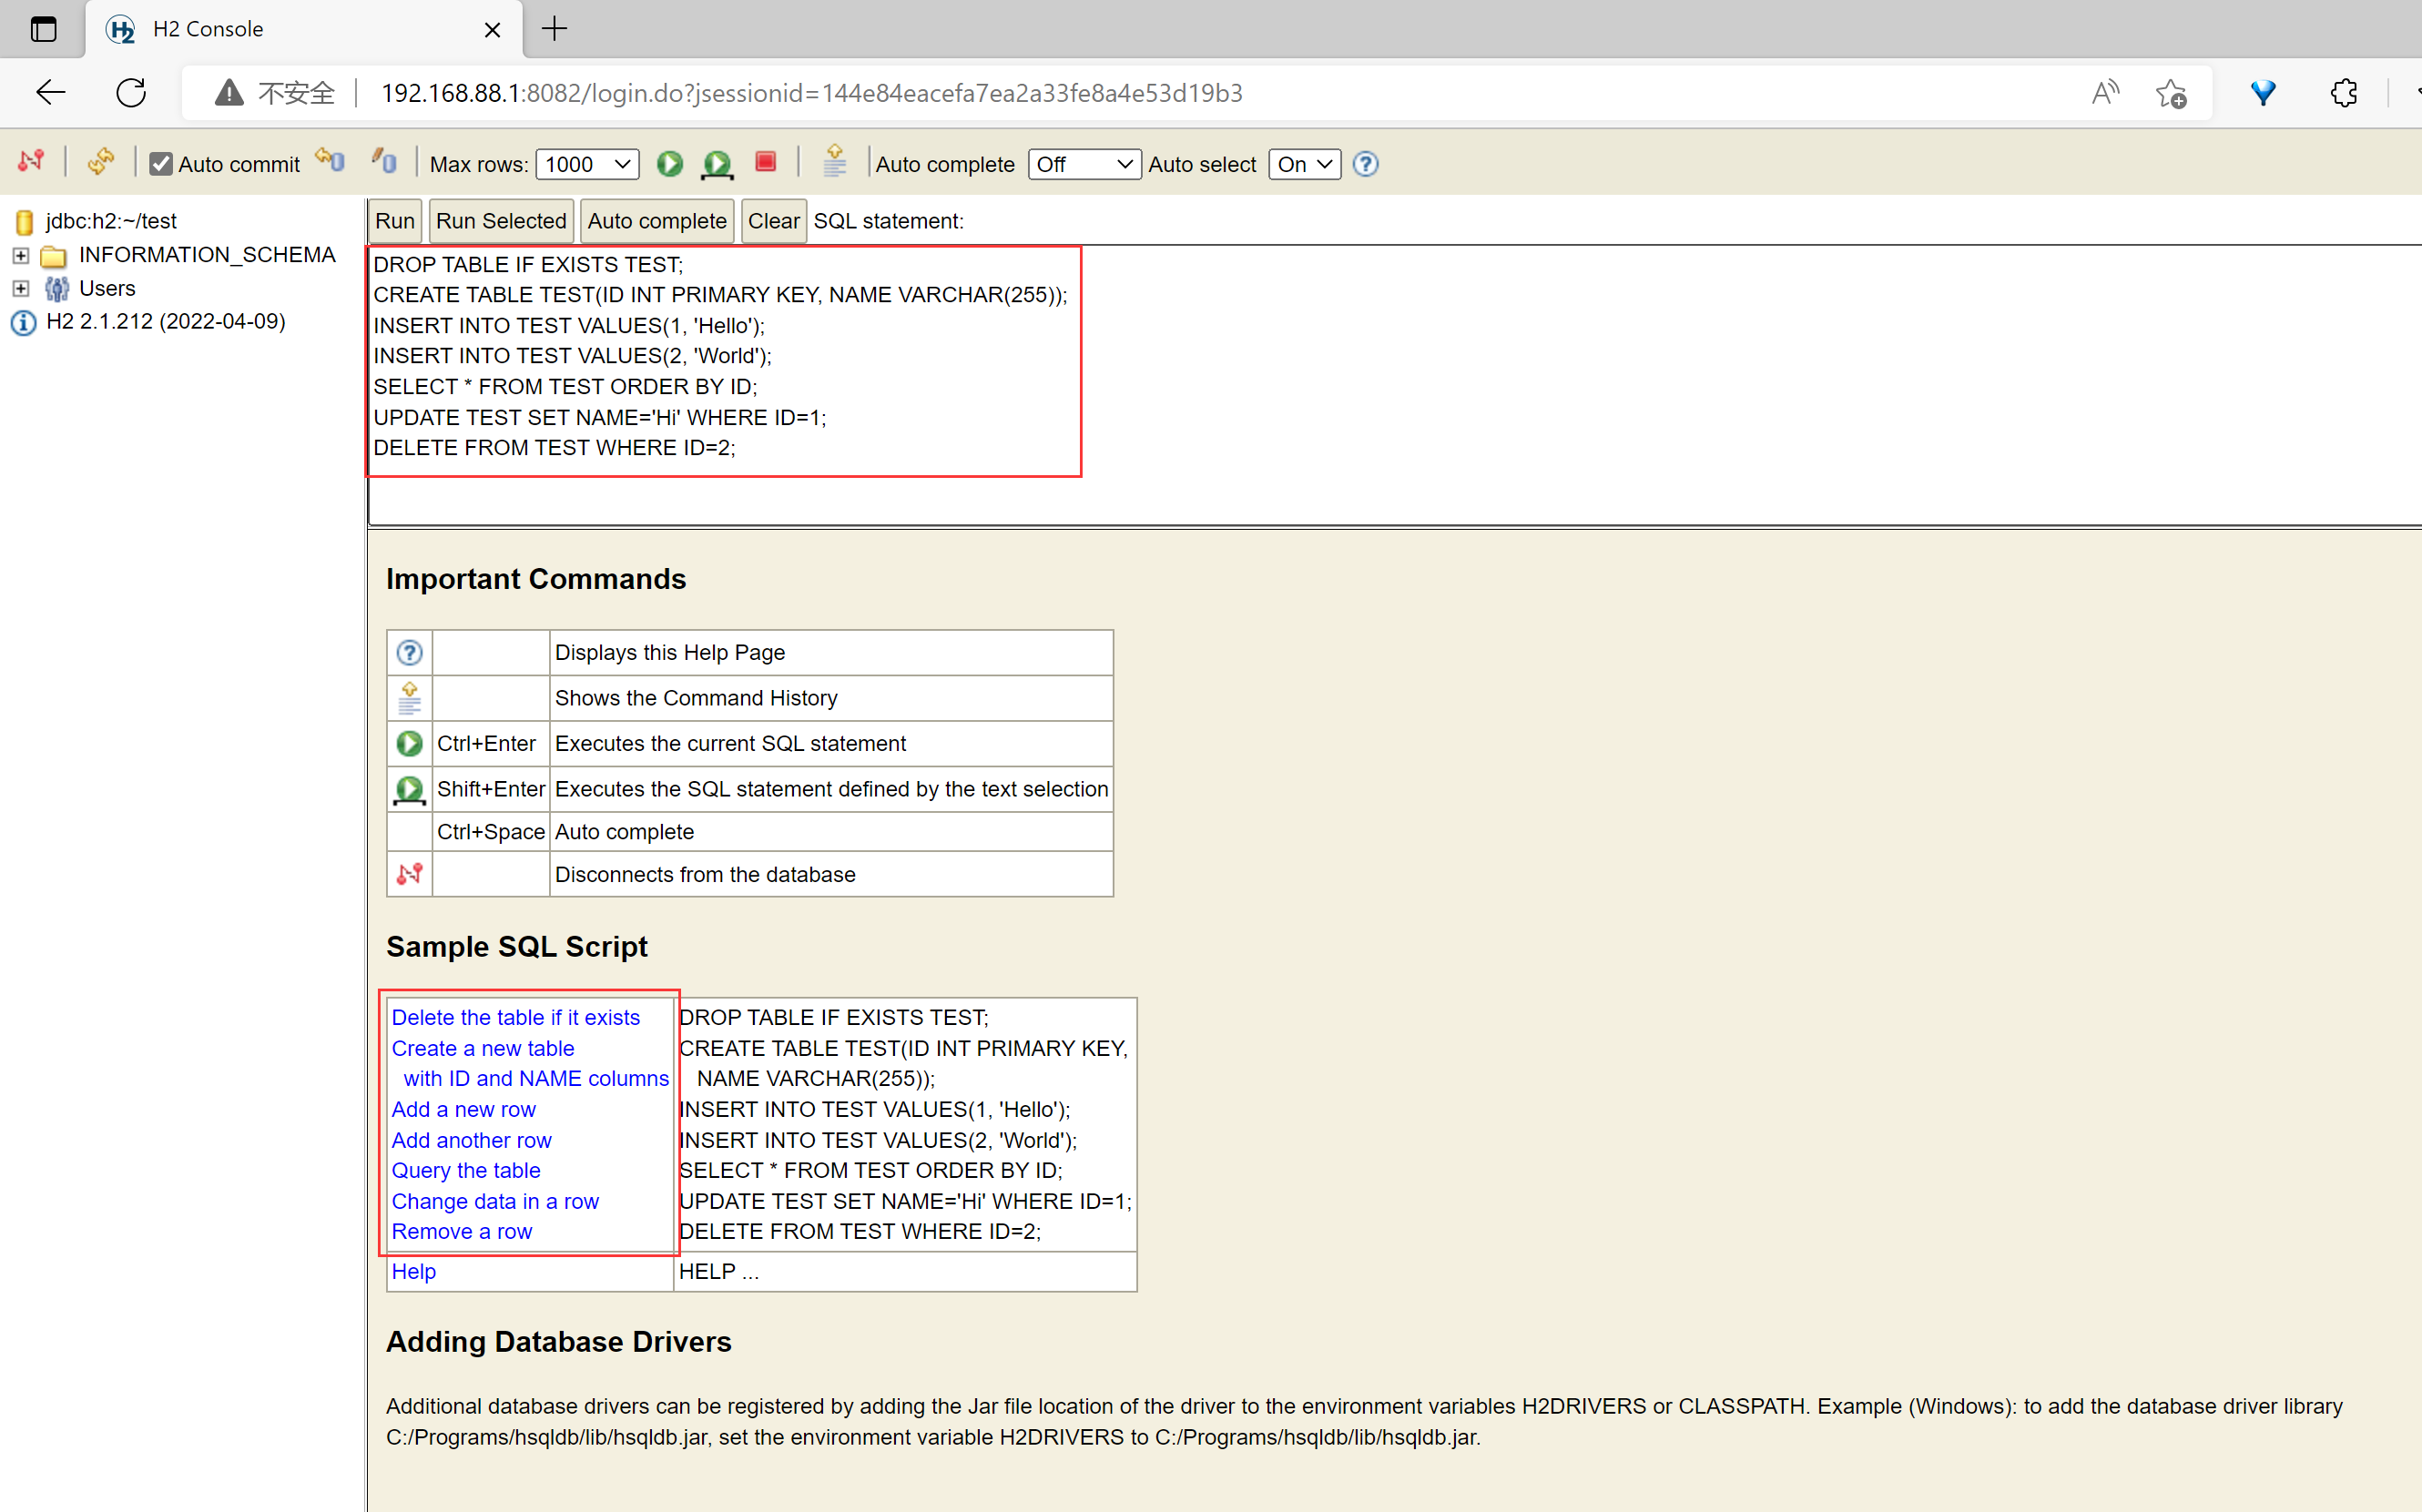 H2 Console
不安全
192.168.88.1:8082/login.do?jsessionid=144e84eacefa7ea2a33fe8a4e53d19b3
Auto commit
Max rows: 1000
Auto complete Off
Auto select On
jdbc:h2:~/test
INFORMATION_SCHEMA
Users
H2 2.1.212 (2022-04-09)
Run Run Selected Auto complete Clear SQL statement:
DROP TABLE IF EXISTS TEST;
CREATE TABLE TEST(ID INT PRIMARY KEY, NAME VARCHAR(255));
INSERT INTO TEST VALUES(1, 'Hello');
INSERT INTO TEST VALUES(2, 'World');
SELECT * FROM TEST ORDER BY ID;
UPDATE TEST SET NAME='Hi' WHERE ID=1;
DELETE FROM TEST WHERE ID=2;
Important Commands
Displays this Help Page
Shows the Command History
Ctrl+Enter Executes the current SQL statement
Shift+Enter Executes the SQL statement defined by the text selection
Ctrl+Space Auto complete
Disconnects from the database
Sample SQL Script
Delete the table if it exists DROP TABLE IF EXISTS TEST;
Create a new table CREATE TABLE TEST(ID INT PRIMARY KEY,
with ID and NAME columns NAME VARCHAR(255));
Add a new row INSERT INTO TEST VALUES(1, 'Hello');
Add another row INSERT INTO TEST VALUES(2, 'World');
Query the table SELECT * FROM TEST ORDER BY ID;
Change data in a row UPDATE TEST SET NAME='Hi' WHERE ID=1;
Remove a row DELETE FROM TEST WHERE ID=2;
Help HELP ...
Adding Database Drivers
Additional database drivers can be registered by adding the Jar file location of the driver to the environment variables H2DRIVERS or CLASSPATH. Example (Windows): to add the database driver library
C:/Programs/hsqldb/lib/hsqldb.jar, set the environment variable H2DRIVERS to C:/Programs/hsqldb/lib/hsqldb.jar.